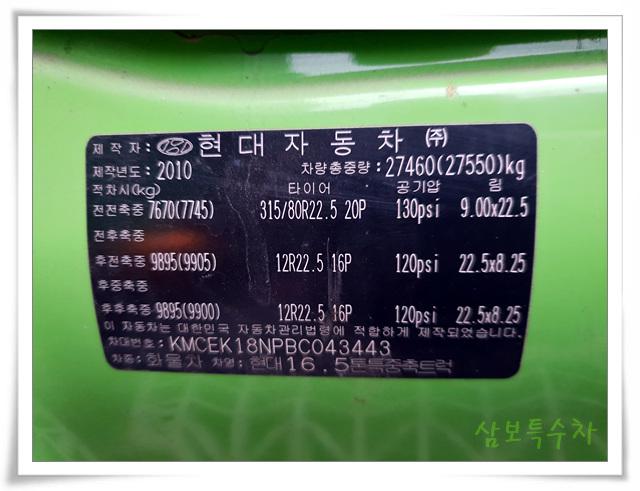 제 작 자: HYUNDAI 현 대 자 동 차 ㈜
제작년도: 2010 차량총중량: 27460(27550)kg
적차시(kg) 타이어 공기압 림
전전축중 7670(7745) 315/80R22.5 20P 130psi 9.00x22.5
전후축중
후전축중 9895(9905) 12R22.5 16P 120psi 22.5x8.25
후중축중
후후축중 9895(9900) 12R22.5 16P 120psi 22.5x8.25
이 자동차는 대한민국 자동차관리법령에 적합하게 제작되었습니다.
차대번호: KMCEK18NPBC043443
차종: 화물차 차명: 현대16.5톤특중축트럭
삼보특수차